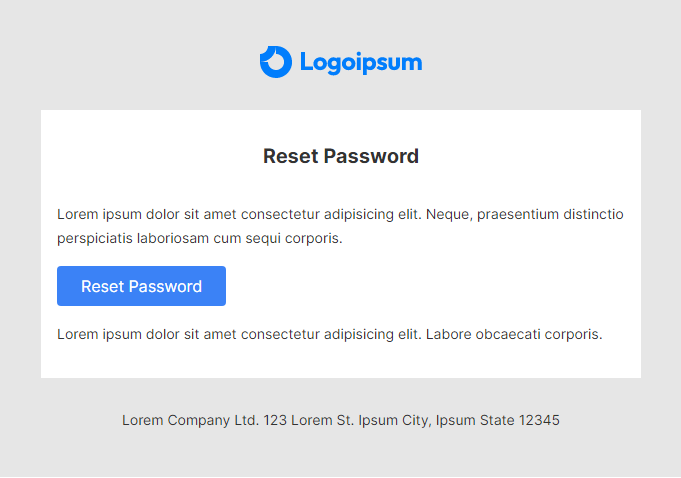 Logoipsum
Reset Password
Lorem ipsum dolor sit amet consectetur adipisicing elit. Neque, praesentium distinctio
perspiciatis laboriosam cum sequi corporis.
Reset Password
Lorem ipsum dolor sit amet consectetur adipisicing elit. Labore obcaecati corporis.
Lorem Company Ltd. 123 Lorem St. Ipsum City, Ipsum State 12345